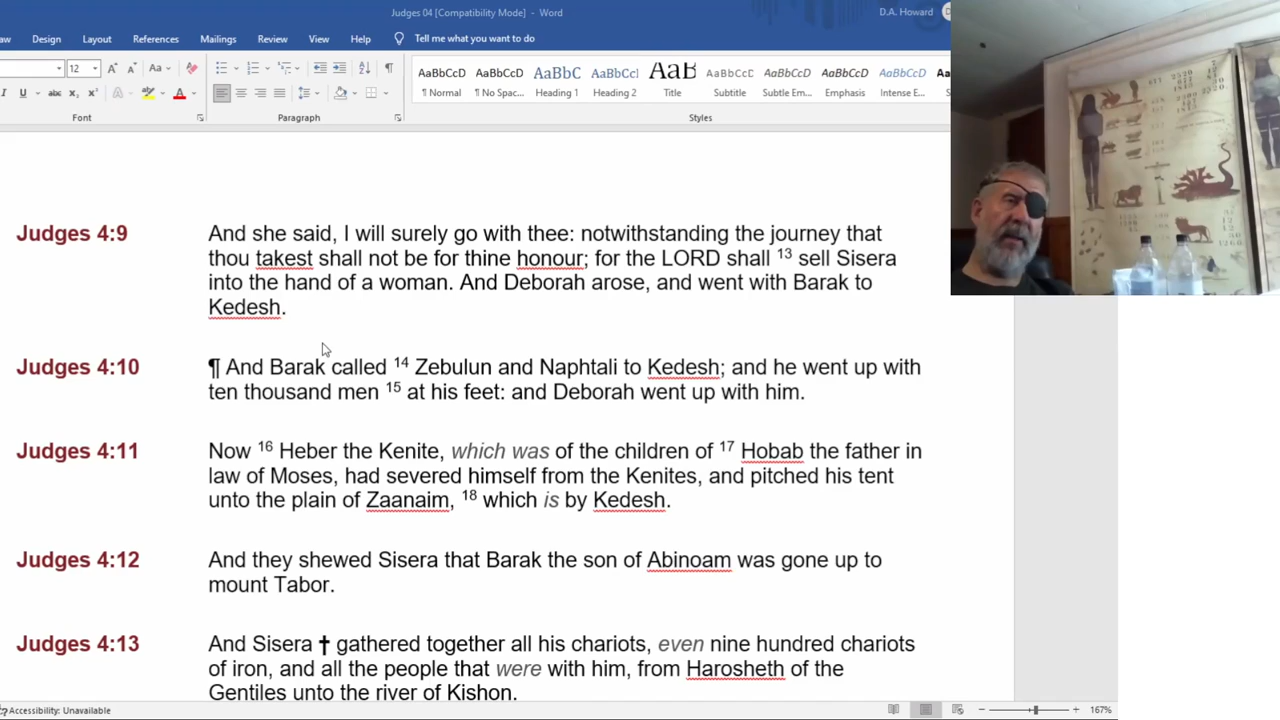 Judges 04 [Compatibility Mode] - Word
D.A. Howard
aw Design Layout References Mailings Review View Help Tell me what you want to do
12
AaBbCcD AaBbCcD AaBbC AaBbCcI AaB AaBbCcD AaBbCcD AaBbCcD AaBbCcD
¶ Normal ¶ No Spac... Heading 1 Heading 2 Title Subtitle Subtle Em... Emphasis Intense E...
Font Paragraph Styles
Judges 4:9 And she said, I will surely go with thee: notwithstanding the journey that
thou takest shall not be for thine honour; for the LORD shall 13 sell Sisera
into the hand of a woman. And Deborah arose, and went with Barak to
Kedesh.
Judges 4:10 ¶ And Barak called 14 Zebulun and Naphtali to Kedesh; and he went up with
ten thousand men 15 at his feet: and Deborah went up with him.
Judges 4:11 Now 16 Heber the Kenite, which was of the children of 17 Hobab the father in
law of Moses, had severed himself from the Kenites, and pitched his tent
unto the plain of Zaanaim, 18 which is by Kedesh.
Judges 4:12 And they shewed Sisera that Barak the son of Abinoam was gone up to
mount Tabor.
Judges 4:13 And Sisera ✝ gathered together all his chariots, even nine hundred chariots
of iron, and all the people that were with him, from Harosheth of the
Gentiles unto the river of Kishon.
Accessibility: Unavailable
167%